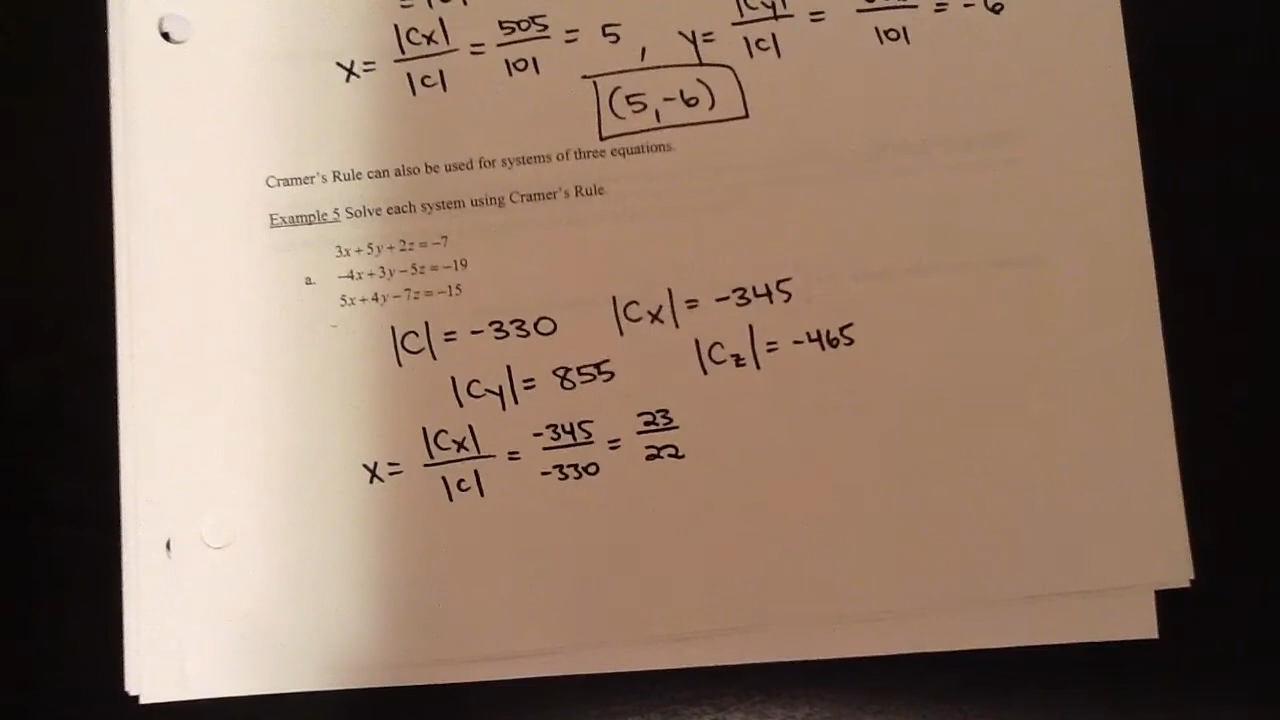 x = |Cx| / |C| = 505 / 101 = 5 , y = |Cy| / |C| = / 101 = -6
(5,-6)
Cramer's Rule can also be used for systems of three equations.
Example 5 Solve each system using Cramer's Rule.
3x + 5y + 2z = -7
a. -4x + 3y - 5z = -19
5x + 4y - 7z = -15
|C| = -330 |Cx| = -345
|Cy| = 855 |Cz| = -465
x = |Cx| / |C| = -345 / -330 = 23 / 22